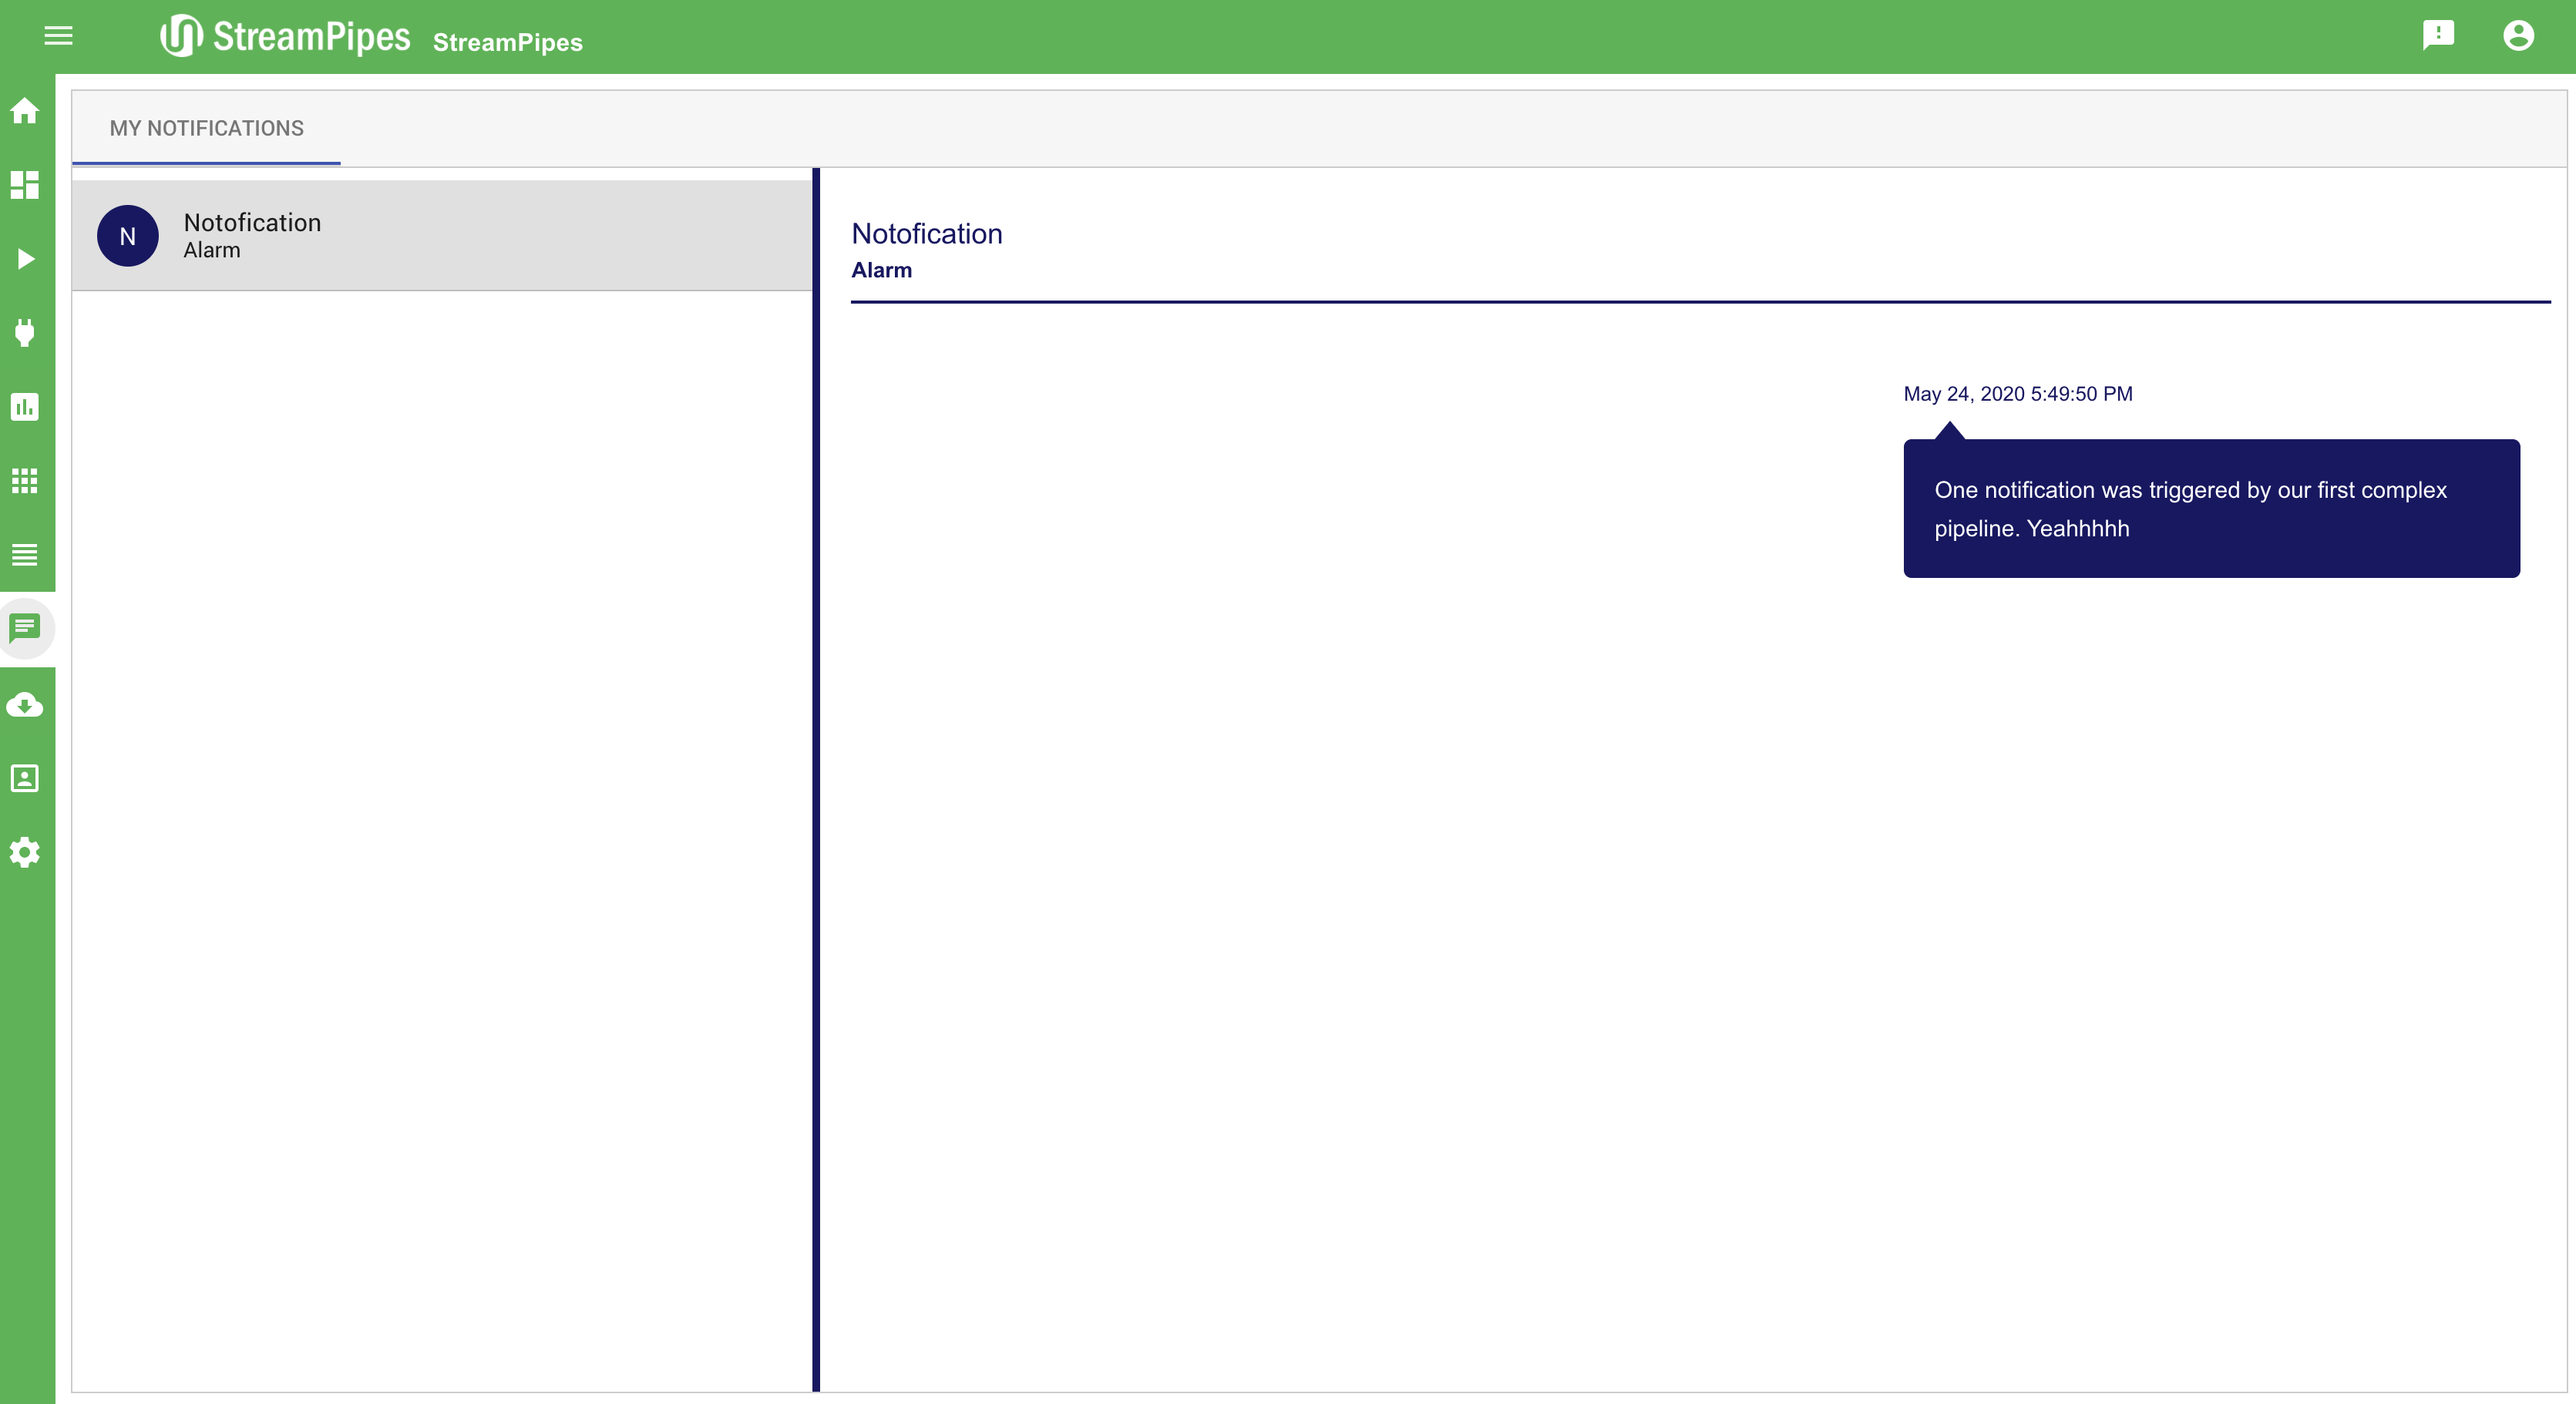 StreamPipes StreamPipes
MY NOTIFICATIONS
N
Notofication
Alarm
Notofication
Alarm
May 24, 2020 5:49:50 PM
One notification was triggered by our first complex
pipeline. Yeahhhhh